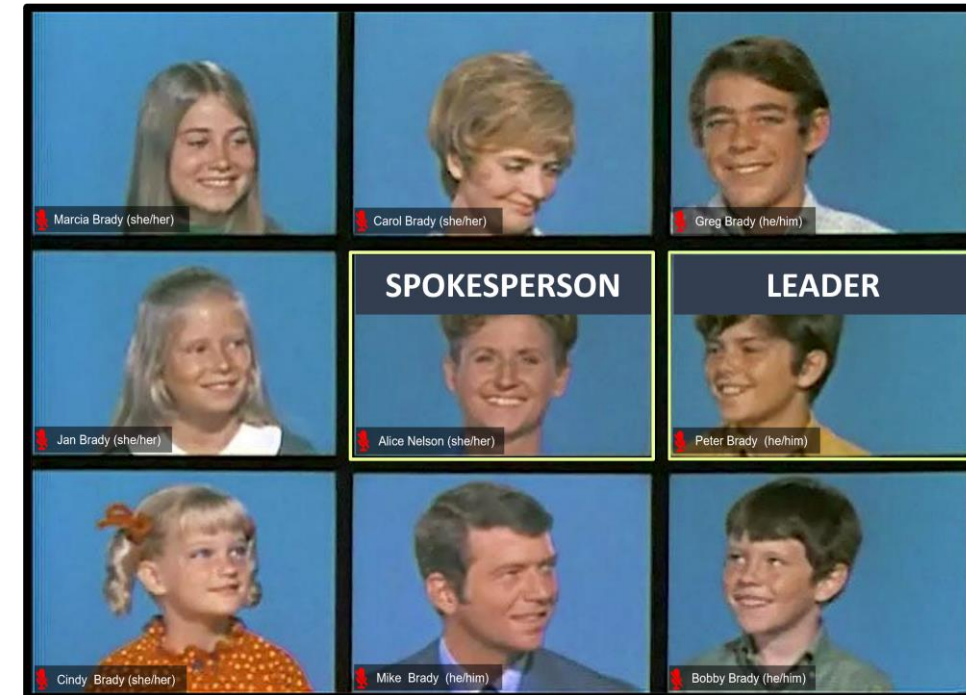 Marcia Brady (she/her)
Carol Brady (she/her)
Greg Brady (he/him)
SPOKESPERSON
LEADER
Jan Brady (she/her)
Alice Nelson (she/her)
Peter Brady (he/him)
Cindy Brady (she/her)
Mike Brady (he/him)
Bobby Brady (he/him)